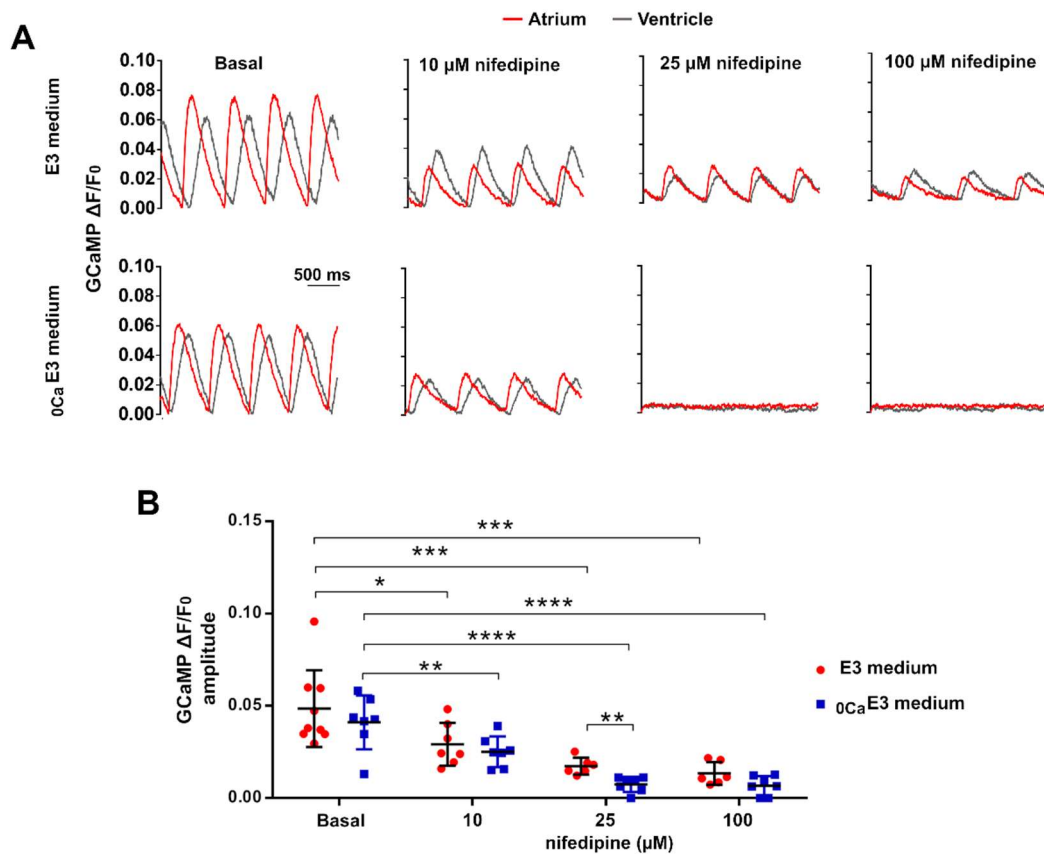 Atrium Ventricle
A
Basal 10 µM nifedipine 25 µM nifedipine 100 µM nifedipine
E3 medium
0.10
0.08
0.06
0.04
0.02
0.00
GCaMP ΔF/F0
500 ms
0CaE3 medium
0.10
0.08
0.06
0.04
0.02
0.00
B
GCaMP ΔF/F0
amplitude
0.15
0.10
0.05
0.00
***
***
*
****
****
**
**
E3 medium
0CaE3 medium
Basal 10 25 100
nifedipine (µM)